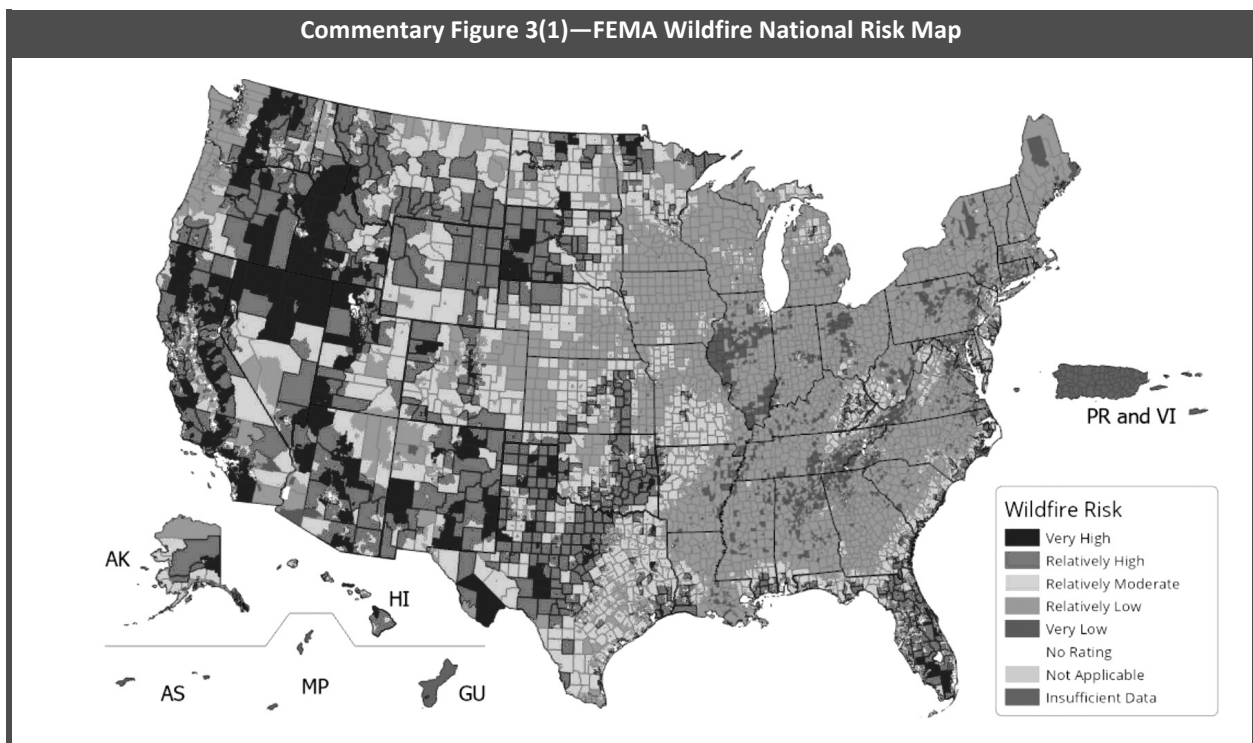 Commentary Figure 3(1)—FEMA Wildfire National Risk Map
PR and VI
AK
HI
AS
MP
GU
Wildfire Risk
Very High
Relatively High
Relatively Moderate
Relatively Low
Very Low
No Rating
Not Applicable
Insufficient Data